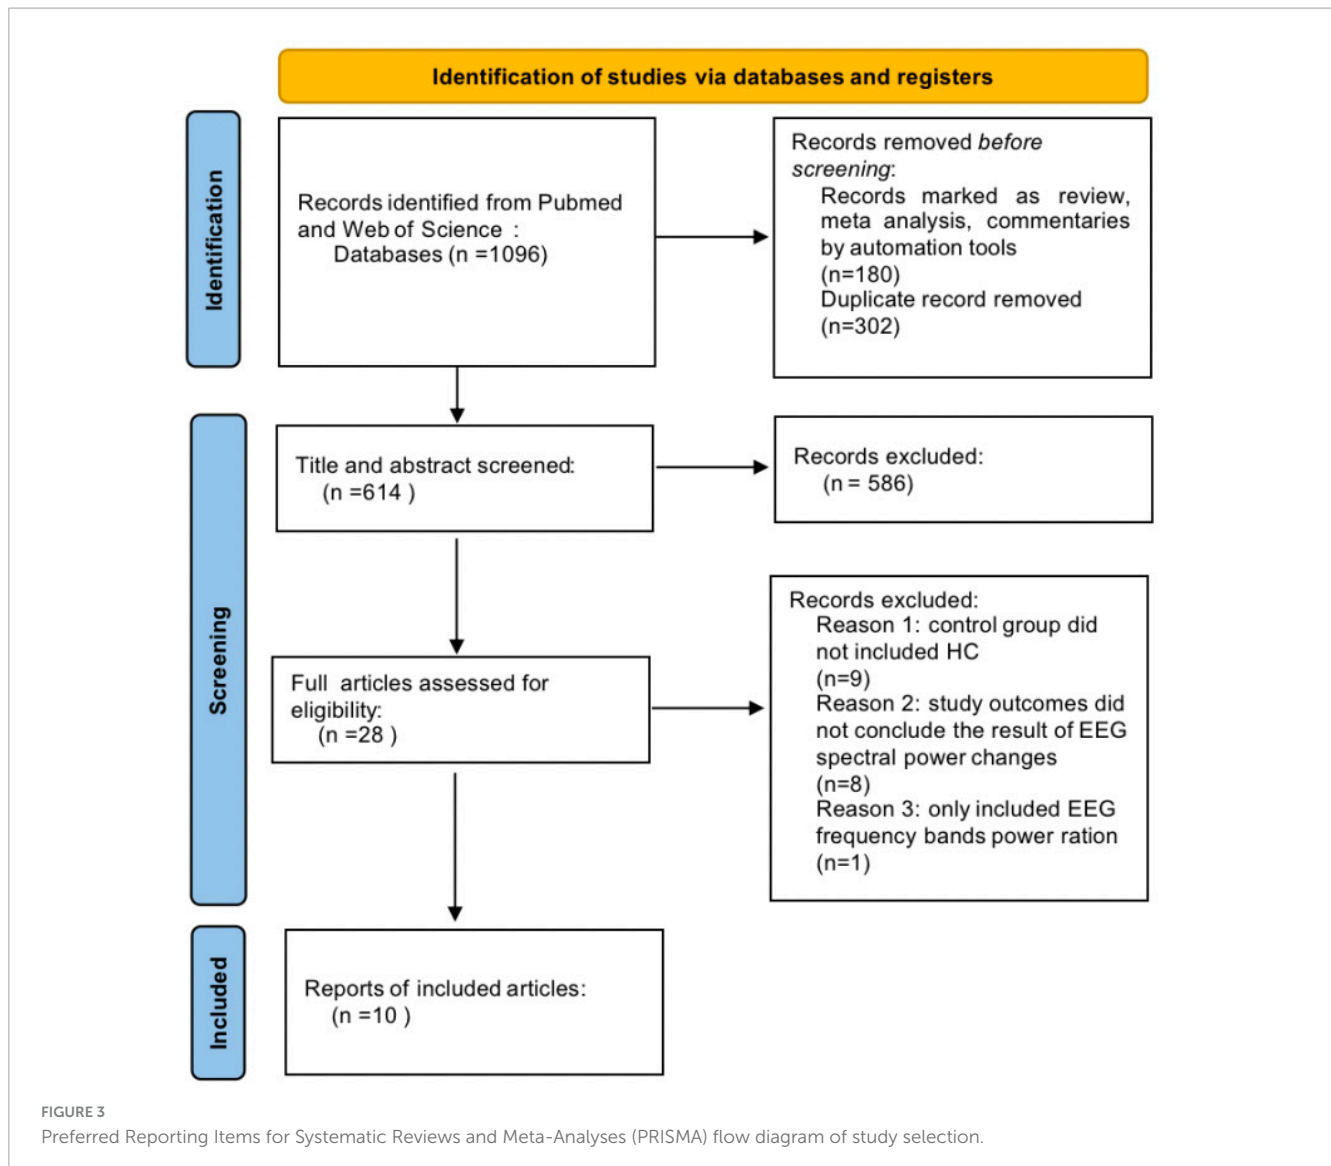 Identification of studies via databases and registers
Identification
Records identified from Pubmed
and Web of Science :
Databases (n =1096)
Records removed before
screening:
Records marked as review,
meta analysis, commentaries
by automation tools
(n=180)
Duplicate record removed
(n=302)
Screening
Title and abstract screened:
(n =614 )
Records excluded:
(n = 586)
Full articles assessed for
eligibility:
(n =28 )
Records excluded:
Reason 1: control group did
not included HC
(n=9)
Reason 2: study outcomes did
not conclude the result of EEG
spectral power changes
(n=8)
Reason 3: only included EEG
frequency bands power ration
(n=1)
Included
Reports of included articles:
(n =10 )
FIGURE 3
Preferred Reporting Items for Systematic Reviews and Meta-Analyses (PRISMA) flow diagram of study selection.